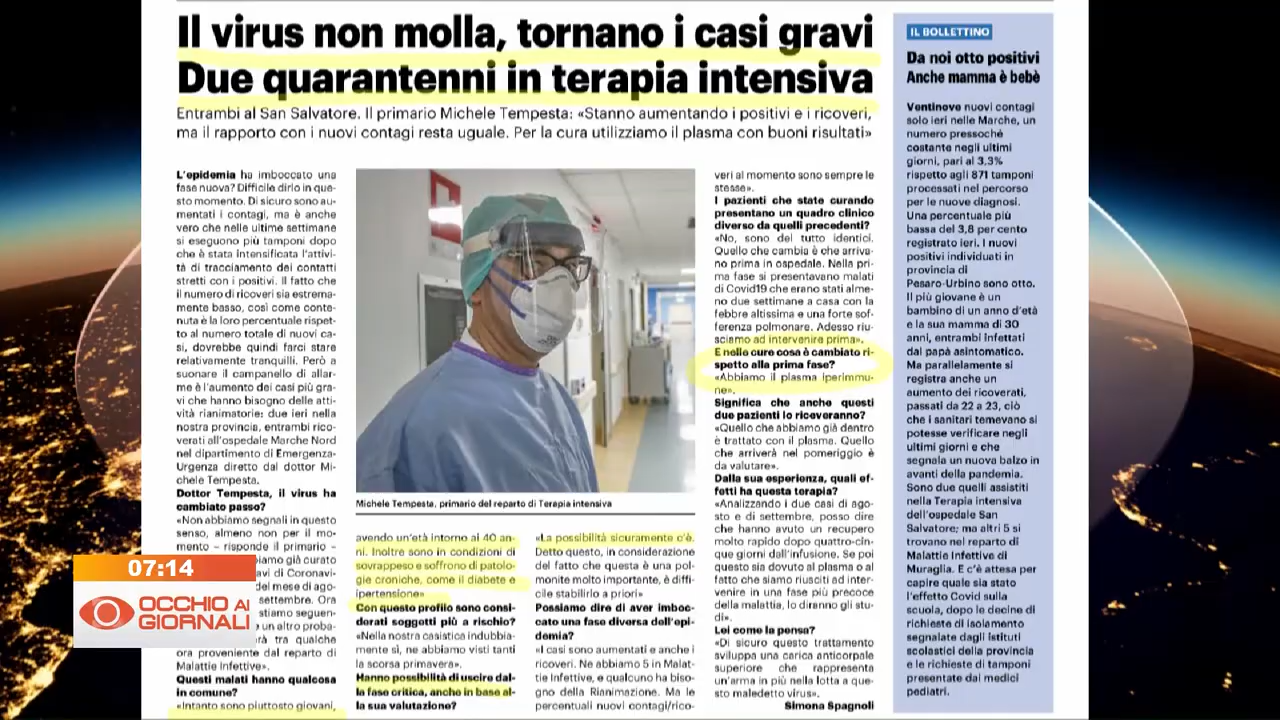 Il virus non molla, tornano i casi gravi
Due quarantenni in terapia intensiva
Entrambi al San Salvatore. Il primario Michele Tempesta: «Stanno aumentando i positivi e i ricoveri,
ma il rapporto con i nuovi contagi resta uguale. Per la cura utilizziamo il plasma con buoni risultati»
L'epidemia ha imboccato una
fase nuova? Difficile dirlo in que-
sto momento. Di sicuro sono au-
mentati i contagi, ma è anche
vero che nelle ultime settimane
si eseguono più tamponi dopo
che è stata intensificata l'attivi-
tà di tracciamento dei contatti
stretti con i positivi. Il fatto che
il numero di ricoveri sia estrema-
mente basso, così come conte-
nuta è la loro percentuale rispet-
to al numero totale di nuovi ca-
si, dovrebbe quindi farci stare
relativamente tranquilli. Però a
suonare il campanello di allar-
me è l'aumento dei casi più gra-
vi che hanno bisogno delle atti-
vità rianimatorie: due ieri nella
nostra provincia, entrambi rico-
verati all'ospedale Marche Nord
nel dipartimento di Emergenza-
Urgenza diretto dal dottor Mi-
chele Tempesta.
Dottor Tempesta, il virus ha
cambiato passo?
«Non abbiamo segnali in questo
senso, almeno non per il mo-
mento – risponde il primario –
iamo già curato
avi di Coronavi-
del mese di ago-
settembre. Ora
stiamo seguen-
e un altro proba-
arà tra qualche
ora proveniente dal reparto di
Malattie Infettive».
Questi malati hanno qualcosa
in comune?
«Intanto sono piuttosto giovani,
Michele Tempesta, primario del reparto di Terapia intensiva
avendo un'età intorno ai 40 an-
ni. Inoltre sono in condizioni di
sovrappeso e soffrono di patolo-
gie croniche, come il diabete e
ipertensione»
Con questo profilo sono consi-
derati soggetti più a rischio?
«Nella nostra casistica indubbia-
mente sì, ne abbiamo visti tanti
la scorsa primavera».
Hanno possibilità di uscire dal-
la fase critica, anche in base al-
la sua valutazione?
«La possibilità sicuramente c'è.
Detto questo, in considerazione
del fatto che questa è una pol-
monite molto importante, è diffi-
cile stabilirlo a priori»
Possiamo dire di aver imboc-
cato una fase diversa dell'epi-
demia?
«I casi sono aumentati e anche i
ricoveri. Ne abbiamo 5 in Malat-
tie Infettive, e qualcuno ha biso-
gno della Rianimazione. Ma le
percentuali nuovi contagi/rico-
veri al momento sono sempre le
stesse».
I pazienti che state curando
presentano un quadro clinico
diverso da quelli precedenti?
«No, sono del tutto identici.
Quello che cambia è che arriva-
no prima in ospedale. Nella pri-
ma fase si presentavano malati
di Covid19 che erano stati alme-
no due settimane a casa con la
febbre altissima e una forte sof-
ferenza polmonare. Adesso riu-
sciamo ad intervenire prima».
E nelle cure cosa è cambiato ri-
spetto alla prima fase?
«Abbiamo il plasma iperimmu-
ne».
Significa che anche questi
due pazienti lo riceveranno?
«Quello che abbiamo già dentro
è trattato con il plasma. Quello
che arriverà nel pomeriggio è
da valutare».
Dalla sua esperienza, quali ef-
fetti ha questa terapia?
«Analizzando i due casi di ago-
sto e di settembre, posso dire
che hanno avuto un recupero
molto rapido dopo quattro-cin-
que giorni dell'infusione. Se poi
questo sia dovuto al plasma o al
fatto che siamo riusciti ad inter-
venire in una fase più precoce
della malattia, lo diranno gli stu-
di».
Lei come la pensa?
«Di sicuro questo trattamento
sviluppa una carica anticorpale
superiore che rappresenta
un'arma in più nella lotta a que-
sto maledetto virus».
Simona Spagnoli
IL BOLLETTINO
Da noi otto positivi
Anche mamma è bebè
Ventinove nuovi contagi
solo ieri nelle Marche, un
numero pressochè
costante negli ultimi
giorni, pari al 3,3%
rispetto agli 871 tamponi
processati nel percorso
per le nuove diagnosi.
Una percentuale più
bassa del 3,8 per cento
registrato ieri. I nuovi
positivi individuati in
provincia di
Pesaro-Urbino sono otto.
Il più giovane è un
bambino di un anno d'età
e la sua mamma di 30
anni, entrambi infettati
dal papà asintomatico.
Ma parallelamente si
registra anche un
aumento dei ricoverati,
passati da 22 a 23, ciò
che i sanitari temevano si
potesse verificare negli
ultimi giorni e che
segnala un nuova balzo in
avanti della pandemia.
Sono due quelli assistiti
nella Terapia intensiva
dell'ospedale San
Salvatore; ma altri 5 si
trovano nel reparto di
Malattie Infettive di
Muraglia. E c'è attesa per
capire quale sia stato
l'effetto Covid sulla
scuola, dopo le decine di
richieste di isolamento
segnalate dagli istituti
scolastici della provincia
e le richieste di tamponi
presentate dai medici
pediatri.
07:14
OCCHIO AI
GIORNALI